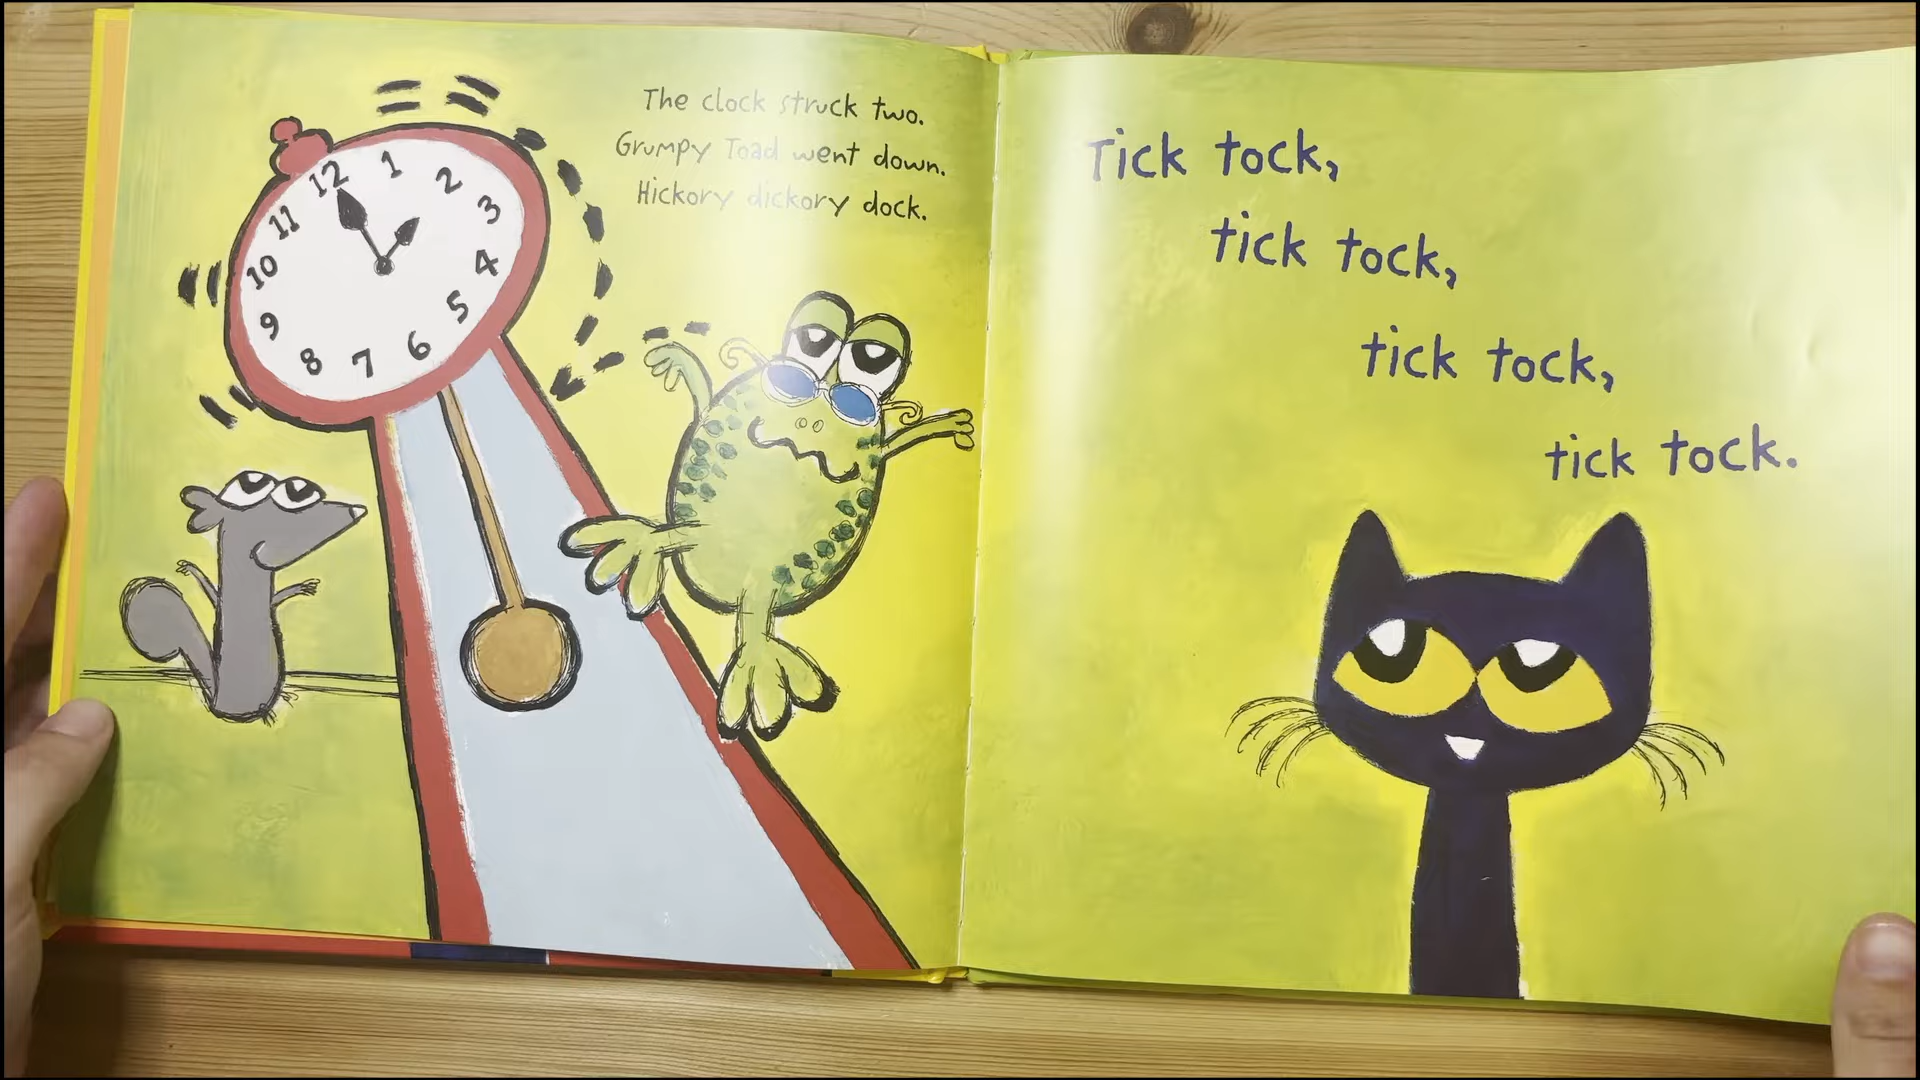 The clock struck two.
Grumpy Toad went down.
Hickory dickory dock.
12
1
2
3
4
5
6
7
8
9
10
11
Tick tock,
tick tock,
tick tock,
tick tock.